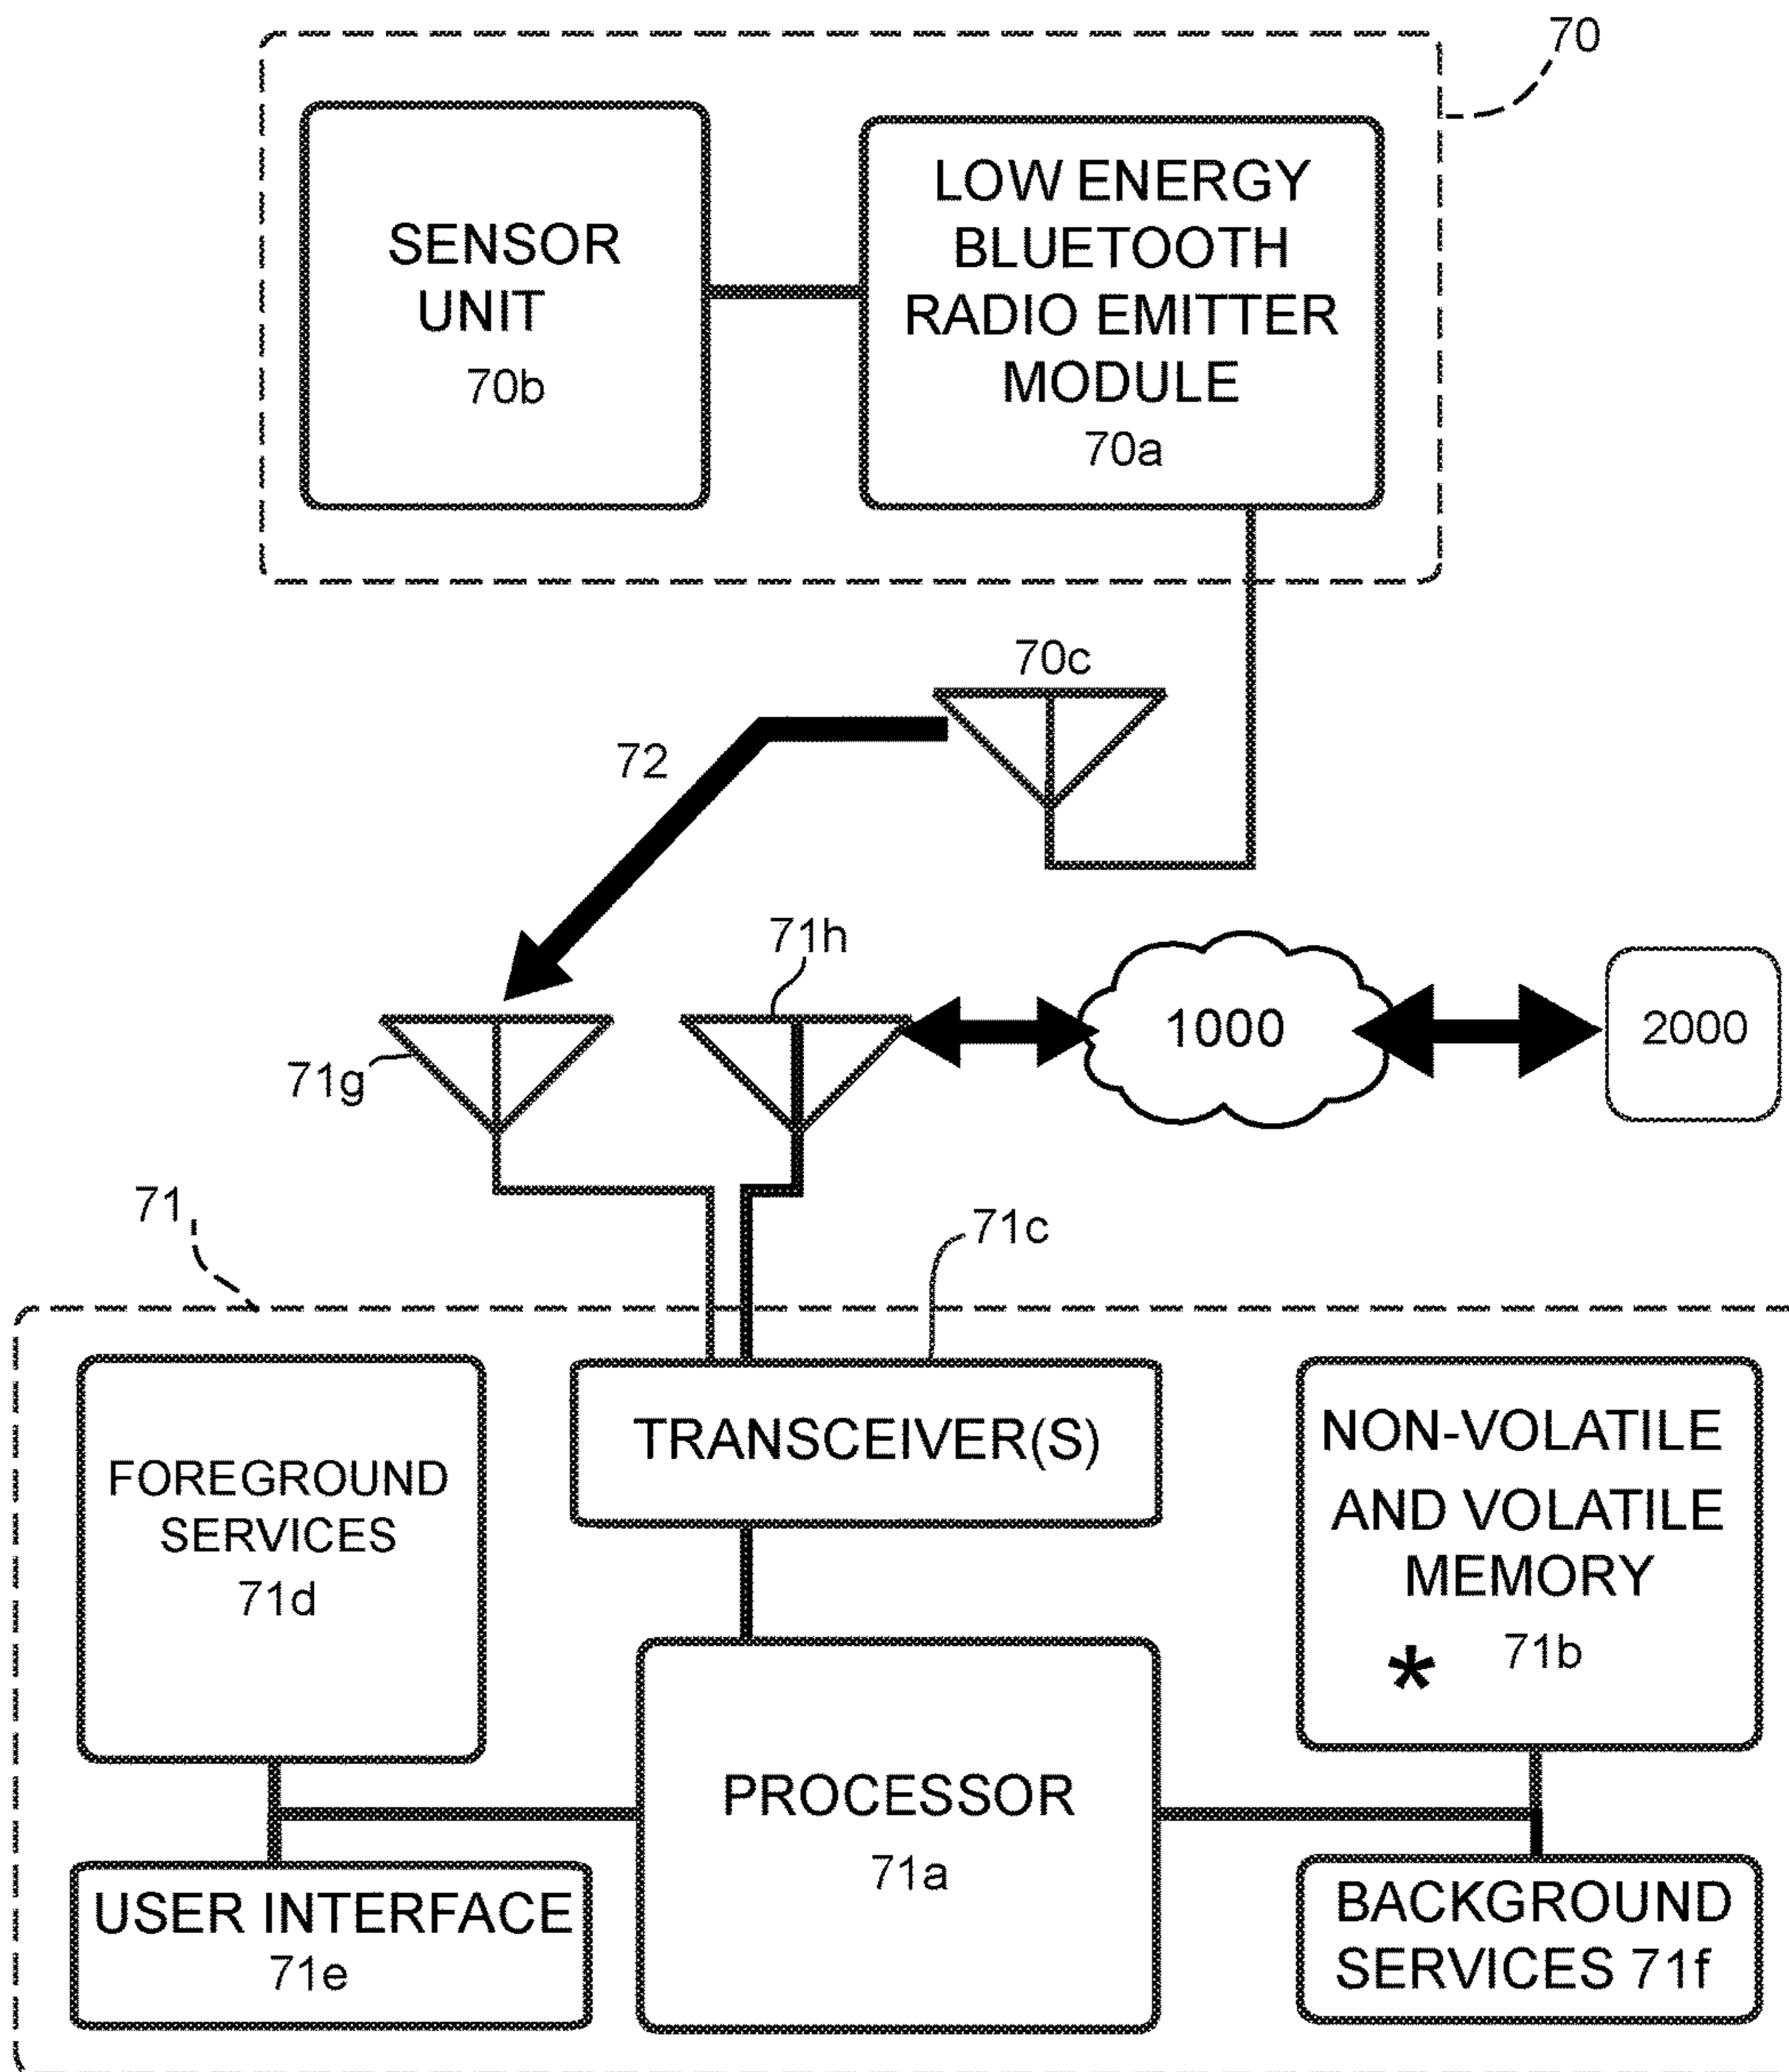 70
SENSOR
UNIT
70b
LOW ENERGY
BLUETOOTH
RADIO EMITTER
MODULE
70a
70c
72
71h
71g
1000
2000
71
71c
FOREGROUND
SERVICES
71d
TRANSCEIVER(S)
NON-VOLATILE
AND VOLATILE
MEMORY
71b
*
PROCESSOR
71a
USER INTERFACE
71e
BACKGROUND
SERVICES 71f